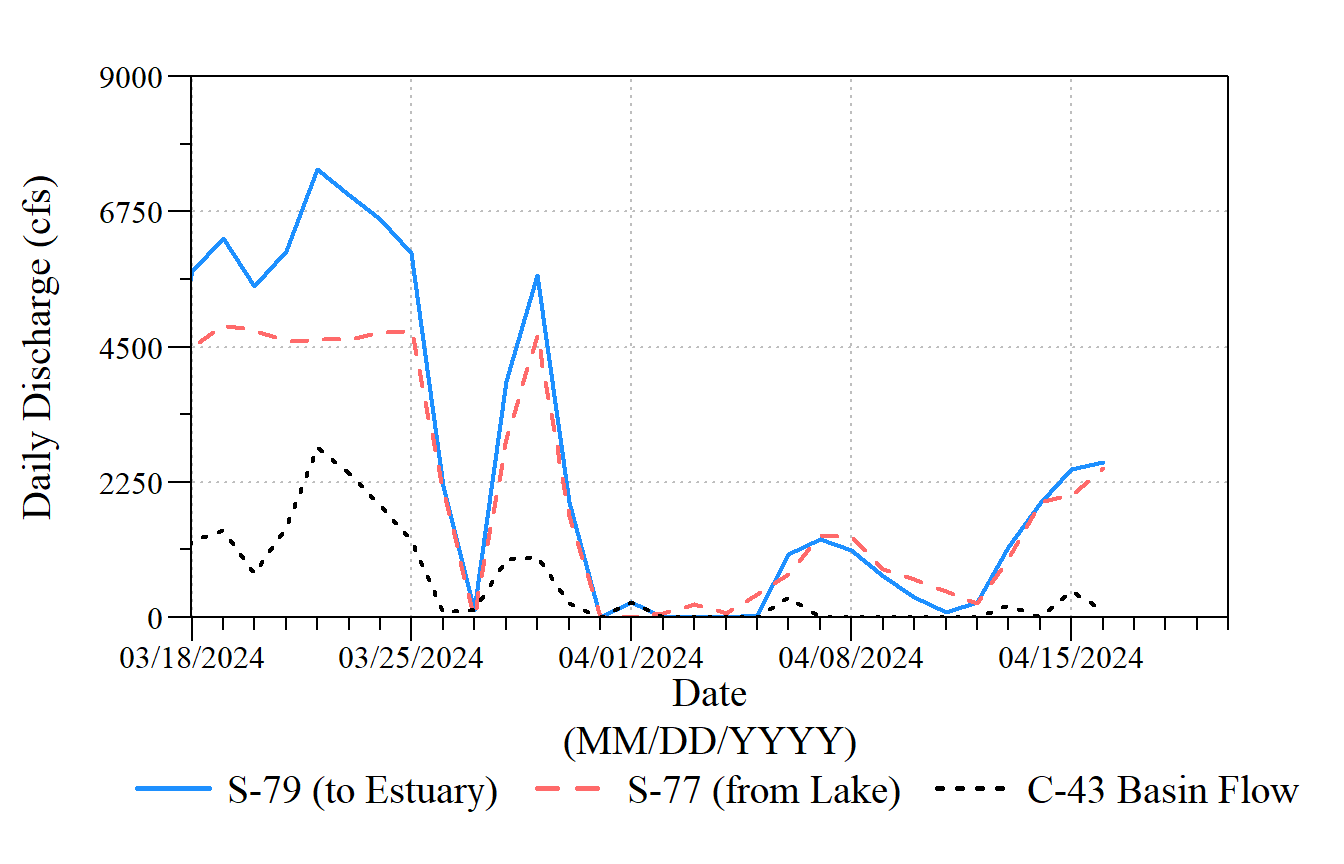 9000
6750
4500
2250
0
Daily Discharge (cfs)
03/18/2024 03/25/2024 04/01/2024 04/08/2024 04/15/2024
Date
(MM/DD/YYYY)
S-79 (to Estuary) S-77 (from Lake) C-43 Basin Flow